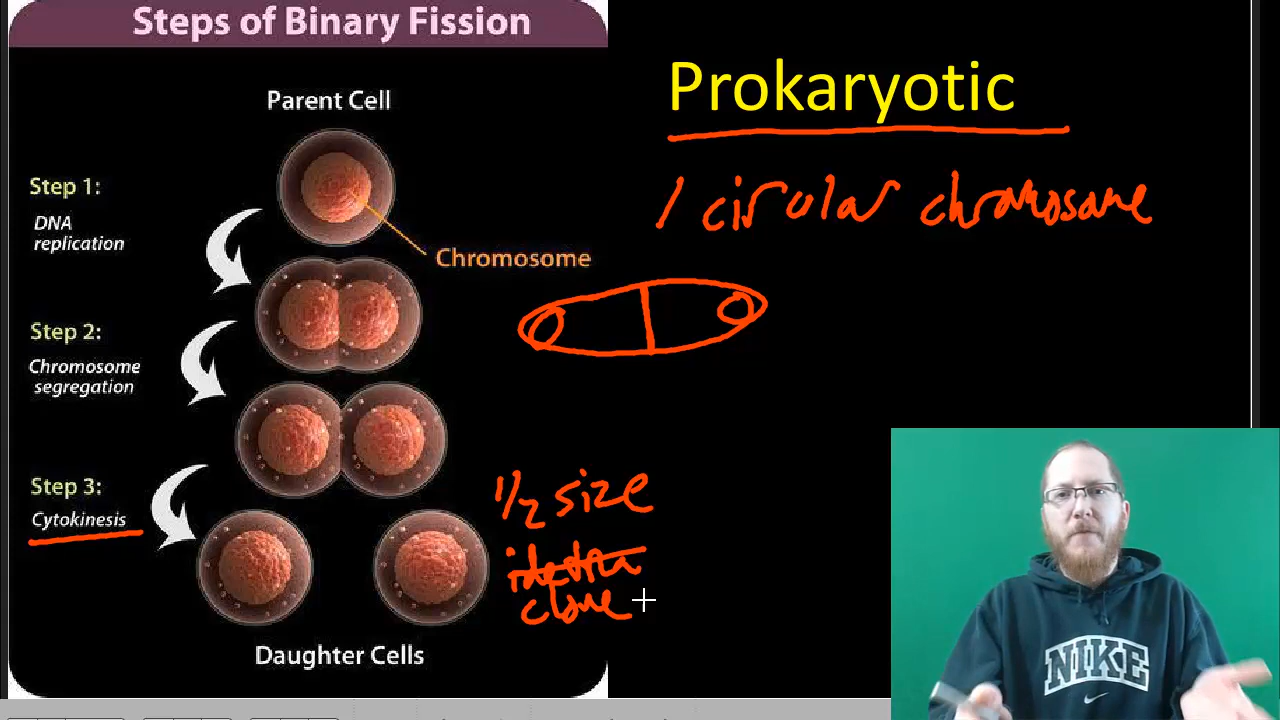 Steps of Binary Fission
Parent Cell
Step 1:
DNA
replication
Chromosome
Step 2:
Chromosome
segregation
Step 3:
Cytokinesis
Daughter Cells
Prokaryotic
1 circular chromosome
1/2 size
clone
NIKE